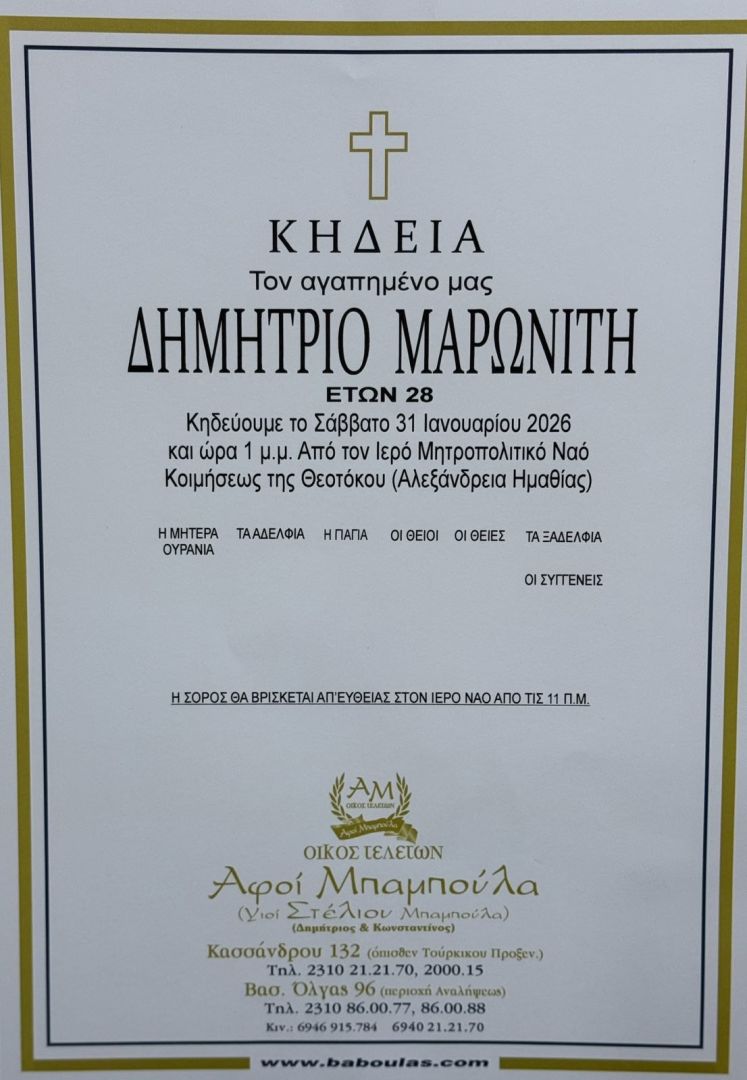 ΚΗΔΕΙΑ
Τον αγαπημένο μας
ΔΗΜΗΤΡΙΟ ΜΑΡΩΝΙΤΗ
ΕΤΩΝ 28
Κηδεύουμε το Σάββατο 31 Ιανουαρίου 2026
και ώρα 1 μ.μ. Από τον Ιερό Μητροπολιτικό Ναό
Κοιμήσεως της Θεοτόκου (Αλεξάνδρεια Ημαθίας)
Η ΜΗΤΕΡΑ ΤΑ ΑΔΕΛΦΙΑ Η ΓΙΑΓΙΑ ΟΙ ΘΕΙΟΙ ΟΙ ΘΕΙΕΣ ΤΑ ΞΑΔΕΛΦΙΑ
ΟΥΡΑΝΙΑ
ΟΙ ΣΥΓΓΕΝΕΙΣ
Η ΣΟΡΟΣ ΘΑ ΒΡΙΣΚΕΤΑΙ ΑΠ'ΕΥΘΕΙΑΣ ΣΤΟΝ ΙΕΡΟ ΝΑΟ ΑΠΟ ΤΙΣ 11 Π.Μ.
ΑΜ
ΟΙΚΟΣ ΤΕΛΕΤΩΝ
Αφοί Μπαμπούλα
ΟΙΚΟΣ ΤΕΛΕΤΩΝ
Αφοί Μπαμπούλα
(Υιοί Στέλιου Μπαμπούλα)
(Δημήτριος & Κωνσταντίνος)
Κασσάνδρου 132 (όπισθεν Τούρκικου Προξεν.)
Τηλ. 2310 21.21.70, 2000.15
Βασ. Όλγας 96 (περιοχή Αναλήψεως)
Τηλ. 2310 86.00.77, 86.00.88
Κιν.: 6946 915.784 6940 21.21.70
www.baboulas.com